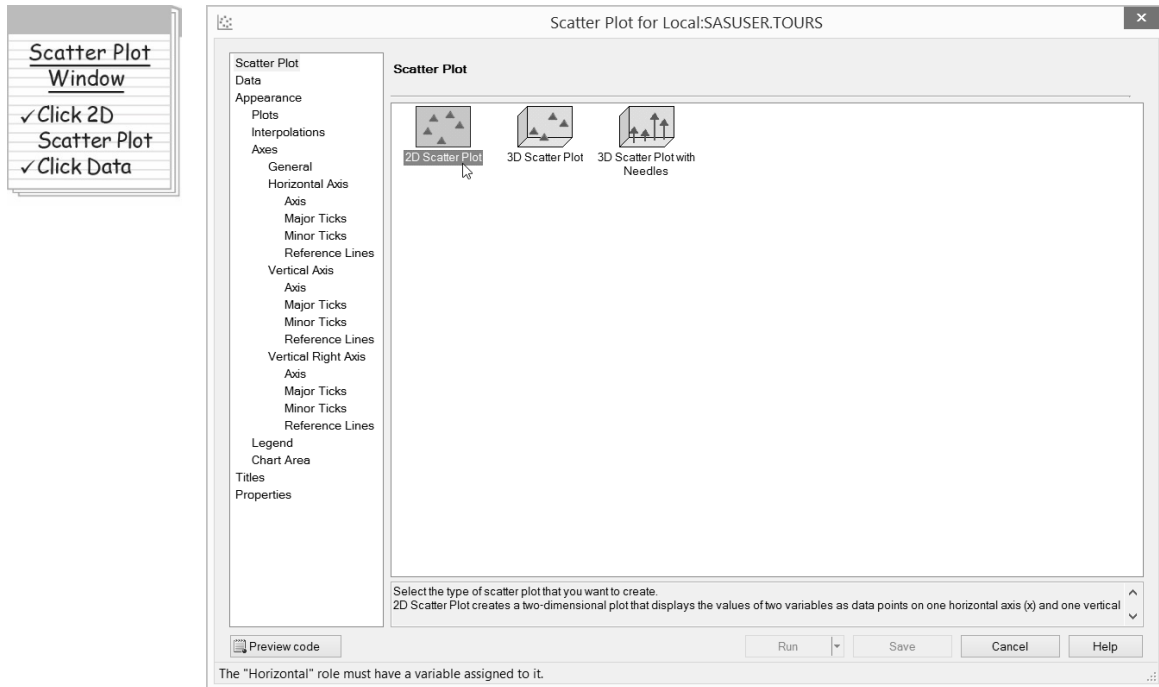 Scatter Plot
Window
✓Click 2D
Scatter Plot
✓Click Data
Scatter Plot for Local:SASUSER.TOURS
Scatter Plot
Data
Appearance
Plots
Interpolations
Axes
General
Horizontal Axis
Axis
Major Ticks
Minor Ticks
Reference Lines
Vertical Axis
Axis
Major Ticks
Minor Ticks
Reference Lines
Vertical Right Axis
Axis
Major Ticks
Minor Ticks
Reference Lines
Legend
Chart Area
Titles
Properties
Scatter Plot
2D Scatter Plot
3D Scatter Plot
3D Scatter Plot with
Needles
Select the type of scatter plot that you want to create.
2D Scatter Plot creates a two-dimensional plot that displays the values of two variables as data points on one horizontal axis (x) and one vertical
Preview code
Run
Save
Cancel
Help
The "Horizontal" role must have a variable assigned to it.